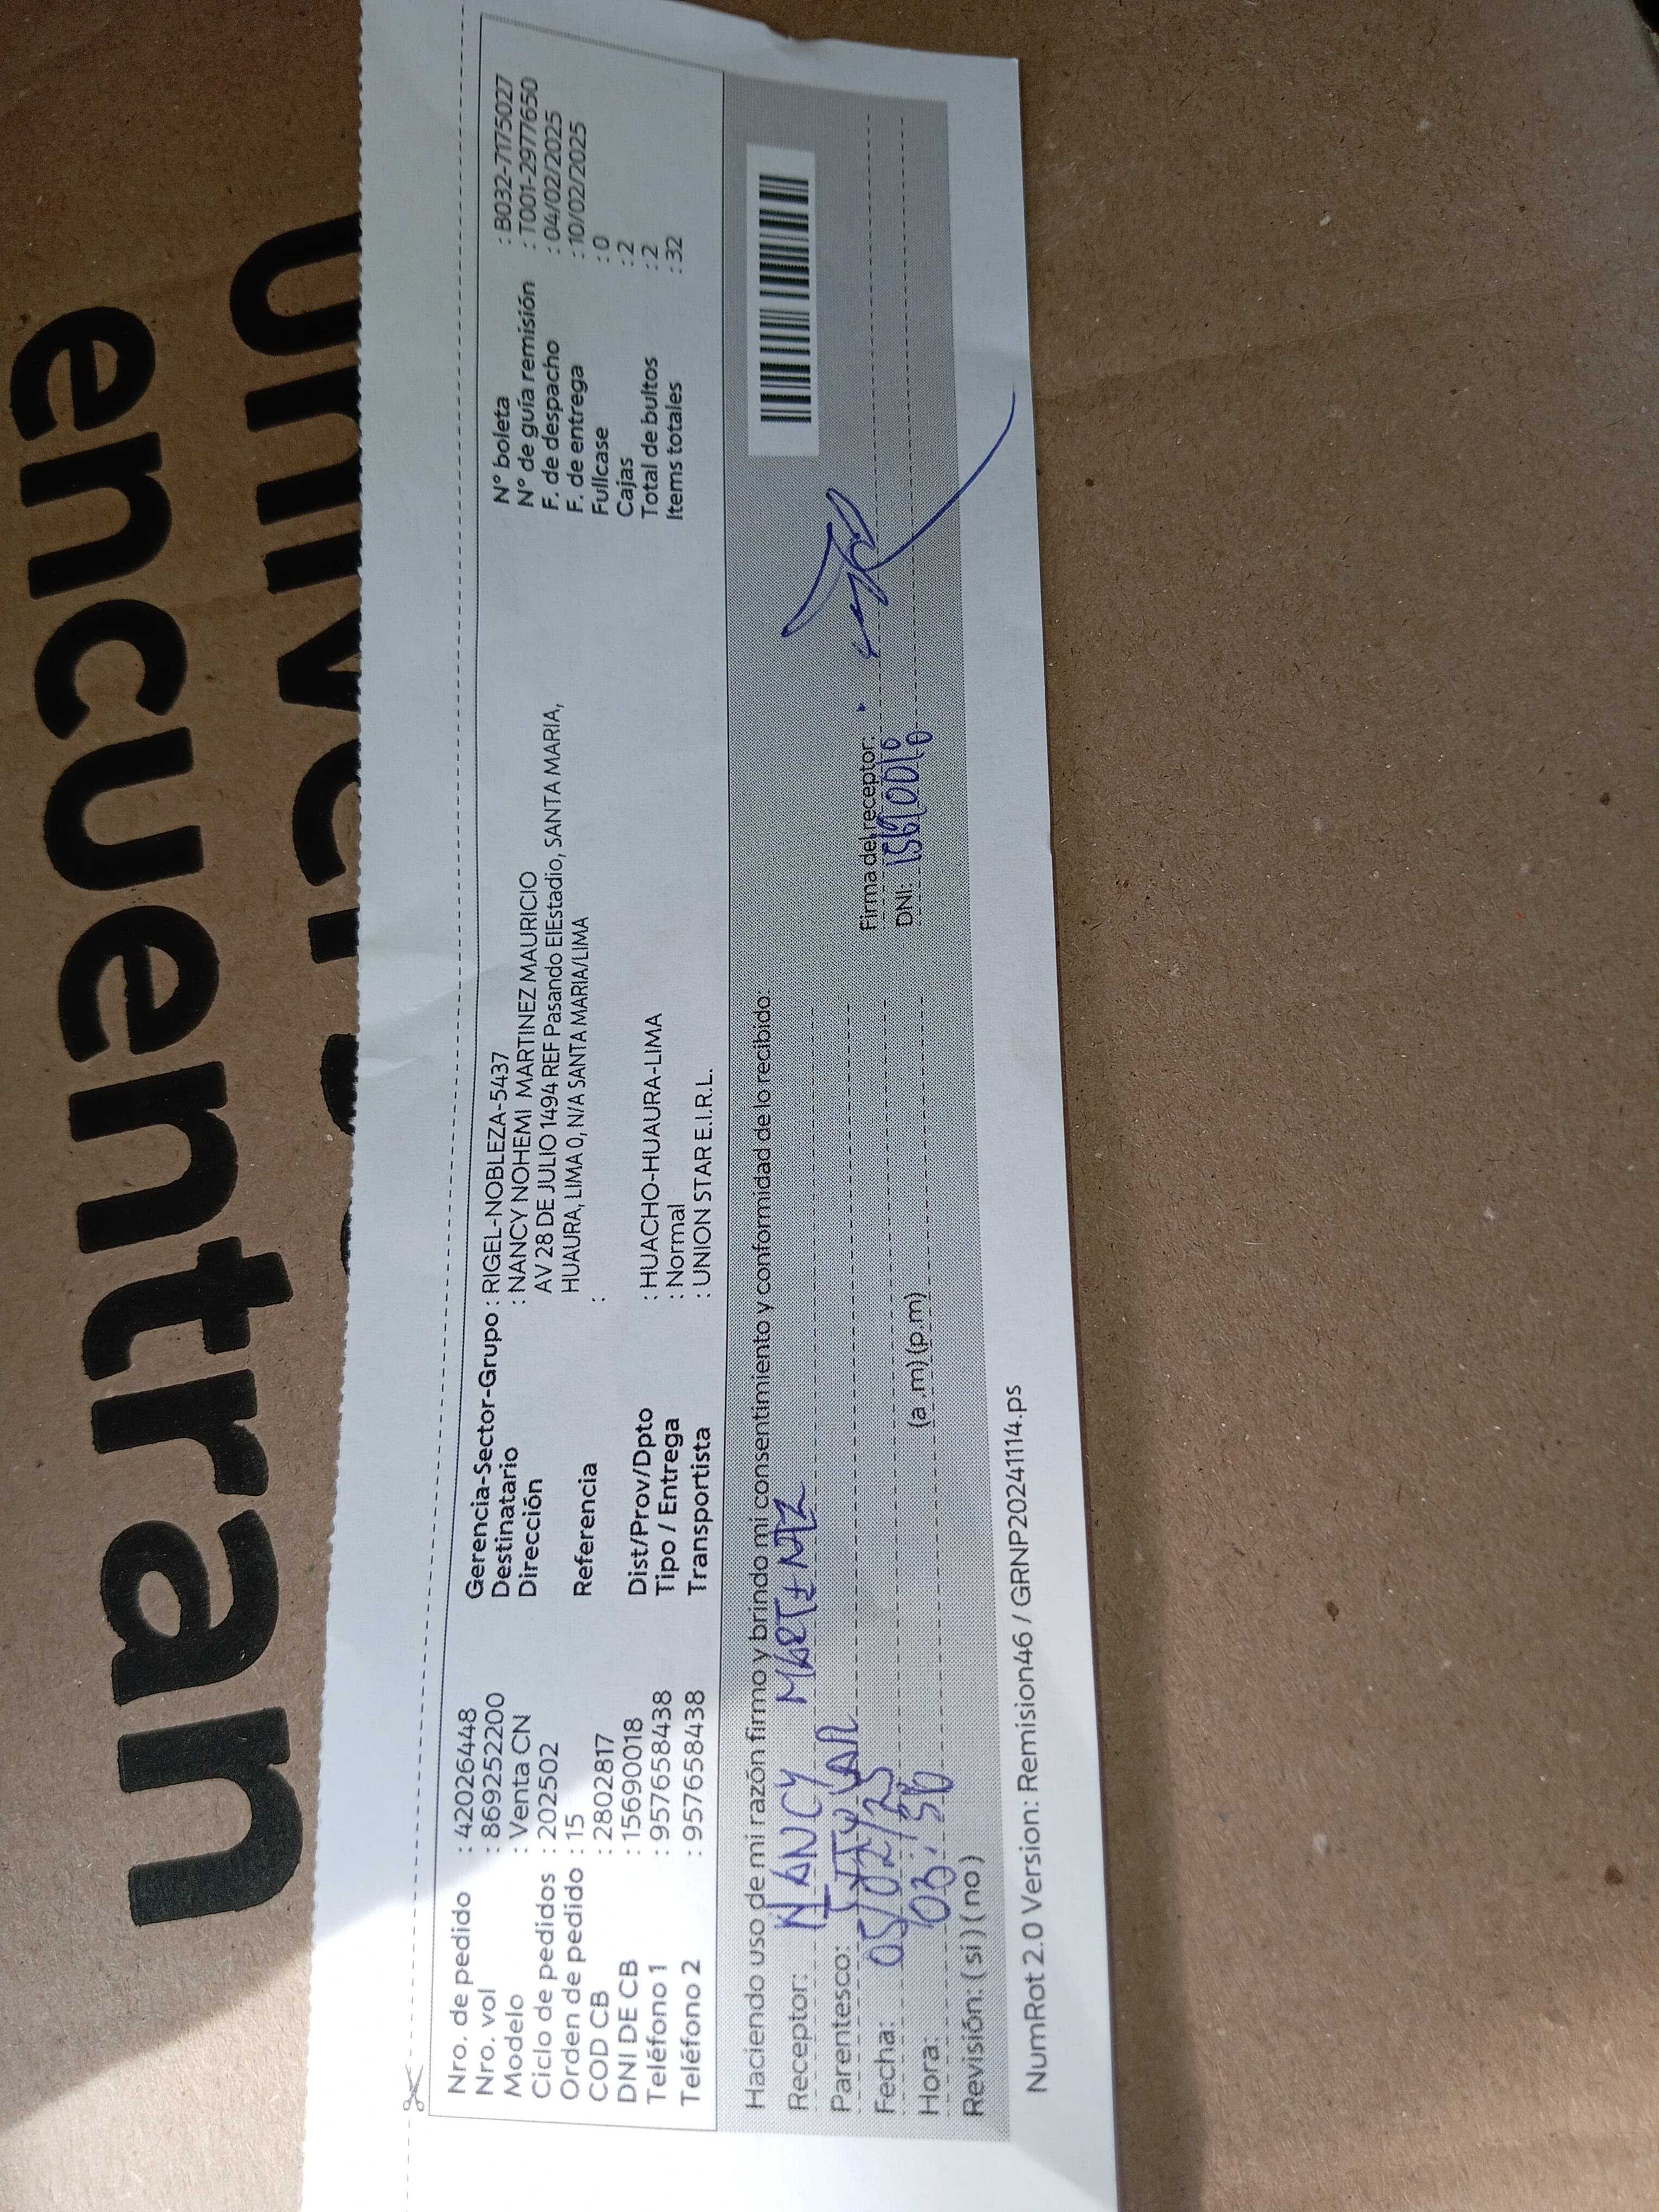 encuentran
Nro. de pedido : 42026448
Nro. vol : 8692522200
Modelo : Venta CN
Ciclo de pedidos : 202502
Orden de pedido : 15
COD CB : 2802817
DNI DE CB : 15690018
Teléfono 1 : 957658438
Teléfono 2 : 957658438
Gerencia-Sector-Grupo : RIGEL-NOBLEZA-5437
Destinatario : NANCY NOHEMI MARTINEZ MAURICIO
Dirección AV 28 DE JULIO 1494 REF Pasando ElEstadio, SANTA MARIA,
HUAURA, LIMA 0, N/A SANTA MARIA/LIMA
Referencia :
Dist/Prov/Dpto : HUACHO-HUAURA-LIMA
Tipo / Entrega : Normal
Transportista : UNION STAR E.I.R.L.
N° boleta : B032-7175027
N° de guía remisión : T001-2977650
F. de despacho : 04/02/2025
F. de entrega : 10/02/2025
Fullcase : 0
Cajas : 2
Total de bultos : 2
Items totales : 32
Haciendo uso de mi razón firmo y brindo mi consentimiento y conformidad de lo recibido:
Receptor: NANCY MARTINEZ
Parentesco: TITULAR
Fecha: 05/02/25
Hora: 03:30 (a .m) (p.m)
Revisión: ( si ) ( no )
Firma del receptor:
DNI: 15690018
NumRot 2.0 Version: Remision46 / GRNP20241114.ps